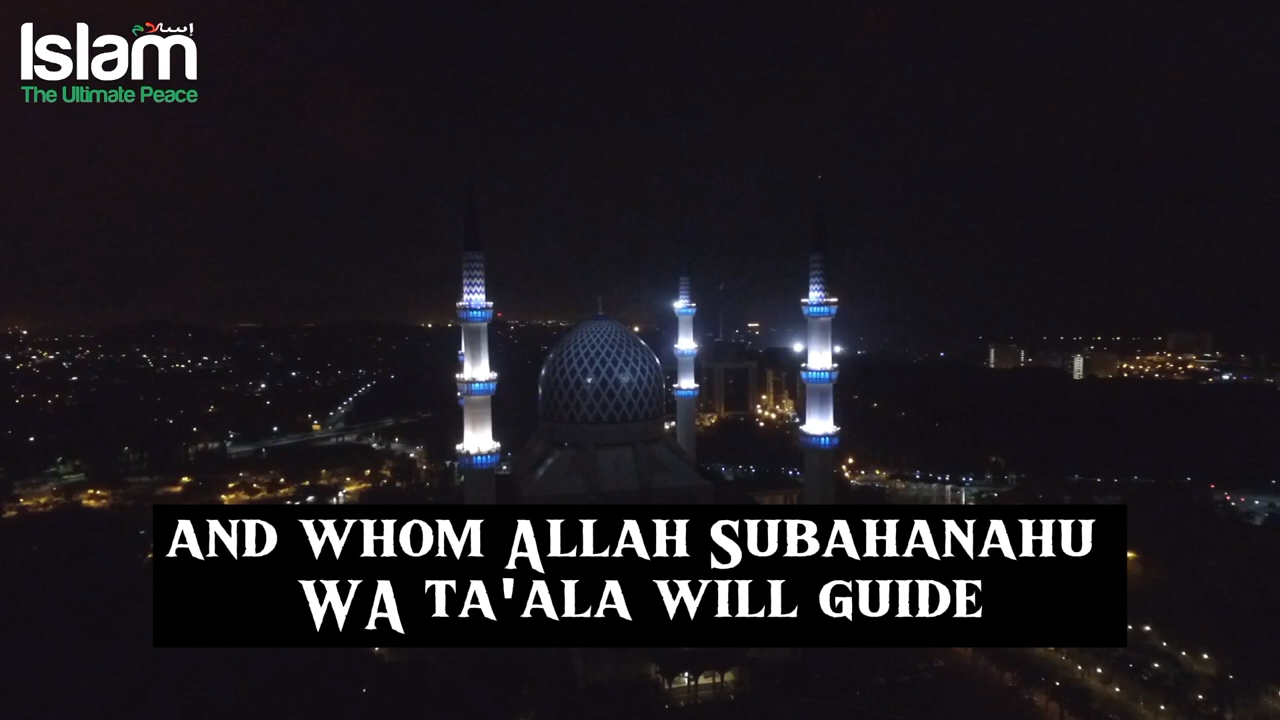 إسلام
Islam
The Ultimate Peace
AND WHOM ALLAH SUBAHANAHU
WA TA'ALA WILL GUIDE